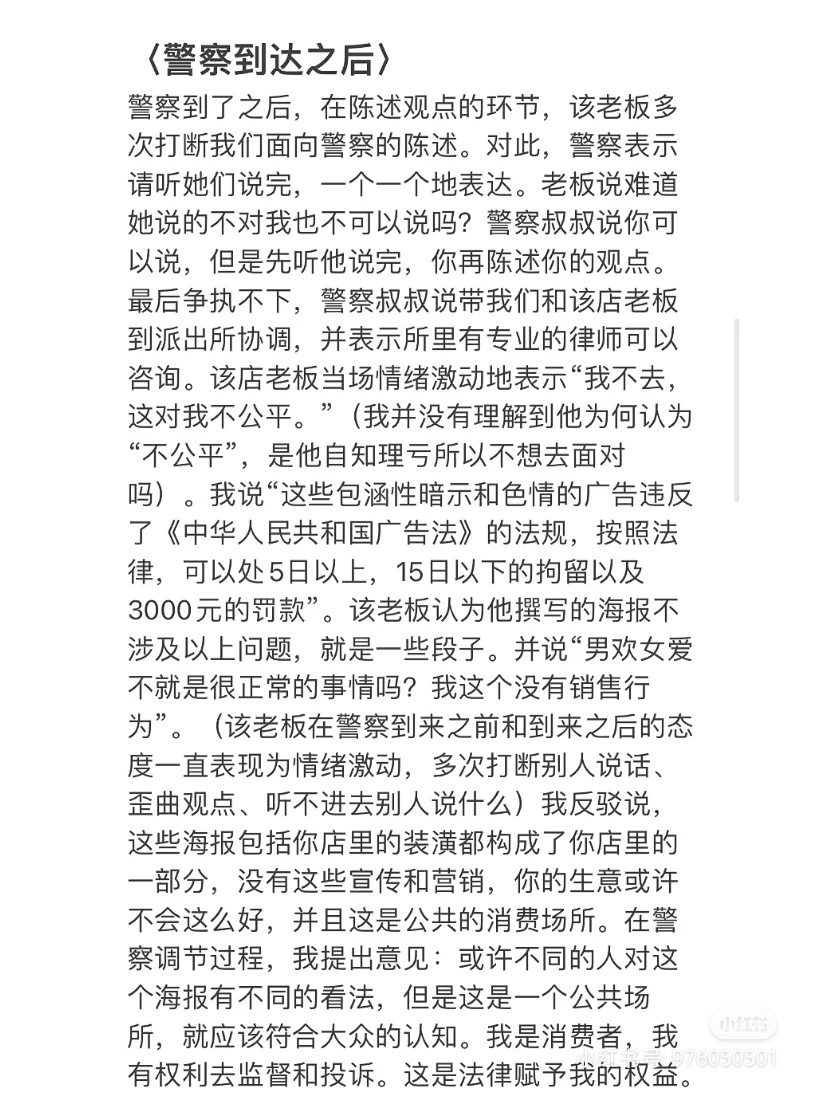 〈警察到达之后〉
警察到了之后，在陈述观点的环节，该老板多
次打断我们面向警察的陈述。对此，警察表示
请听她们说完，一个一个地表达。老板说难道
她说的不对我也不可以说吗？警察叔叔说你可
以说，但是先听他说完，你再陈述你的观点。
最后争执不下，警察叔叔说带我们和该店老板
到派出所协调，并表示所里有专业的律师可以
咨询。该店老板当场情绪激动地表示“我不去，
这对我不公平。”（我并没有理解到他为何认为
“不公平”，是他自知理亏所以不想去面对
吗）。我说“这些包涵性暗示和色情的广告违反
了《中华人民共和国广告法》的法规，按照法
律，可以处5日以上，15日以下的拘留以及
3000元的罚款”。该老板认为他撰写的海报不
涉及以上问题，就是一些段子。并说“男欢女爱
不就是很正常的事情吗？我这个没有销售行
为”。（该老板在警察到来之前和到来之后的态
度一直表现为情绪激动，多次打断别人说话、
歪曲观点、听不进去别人说什么）我反驳说，
这些海报包括你店里的装潢都构成了你店里的
一部分，没有这些宣传和营销，你的生意或许
不会这么好，并且这是公共的消费场所。在警
察调节过程，我提出意见：或许不同的人对这
个海报有不同的看法，但是这是一个公共场
所，就应该符合大众的认知。我是消费者，我
有权利去监督和投诉。这是法律赋予我的权益。
小红书
小红书号 976050501